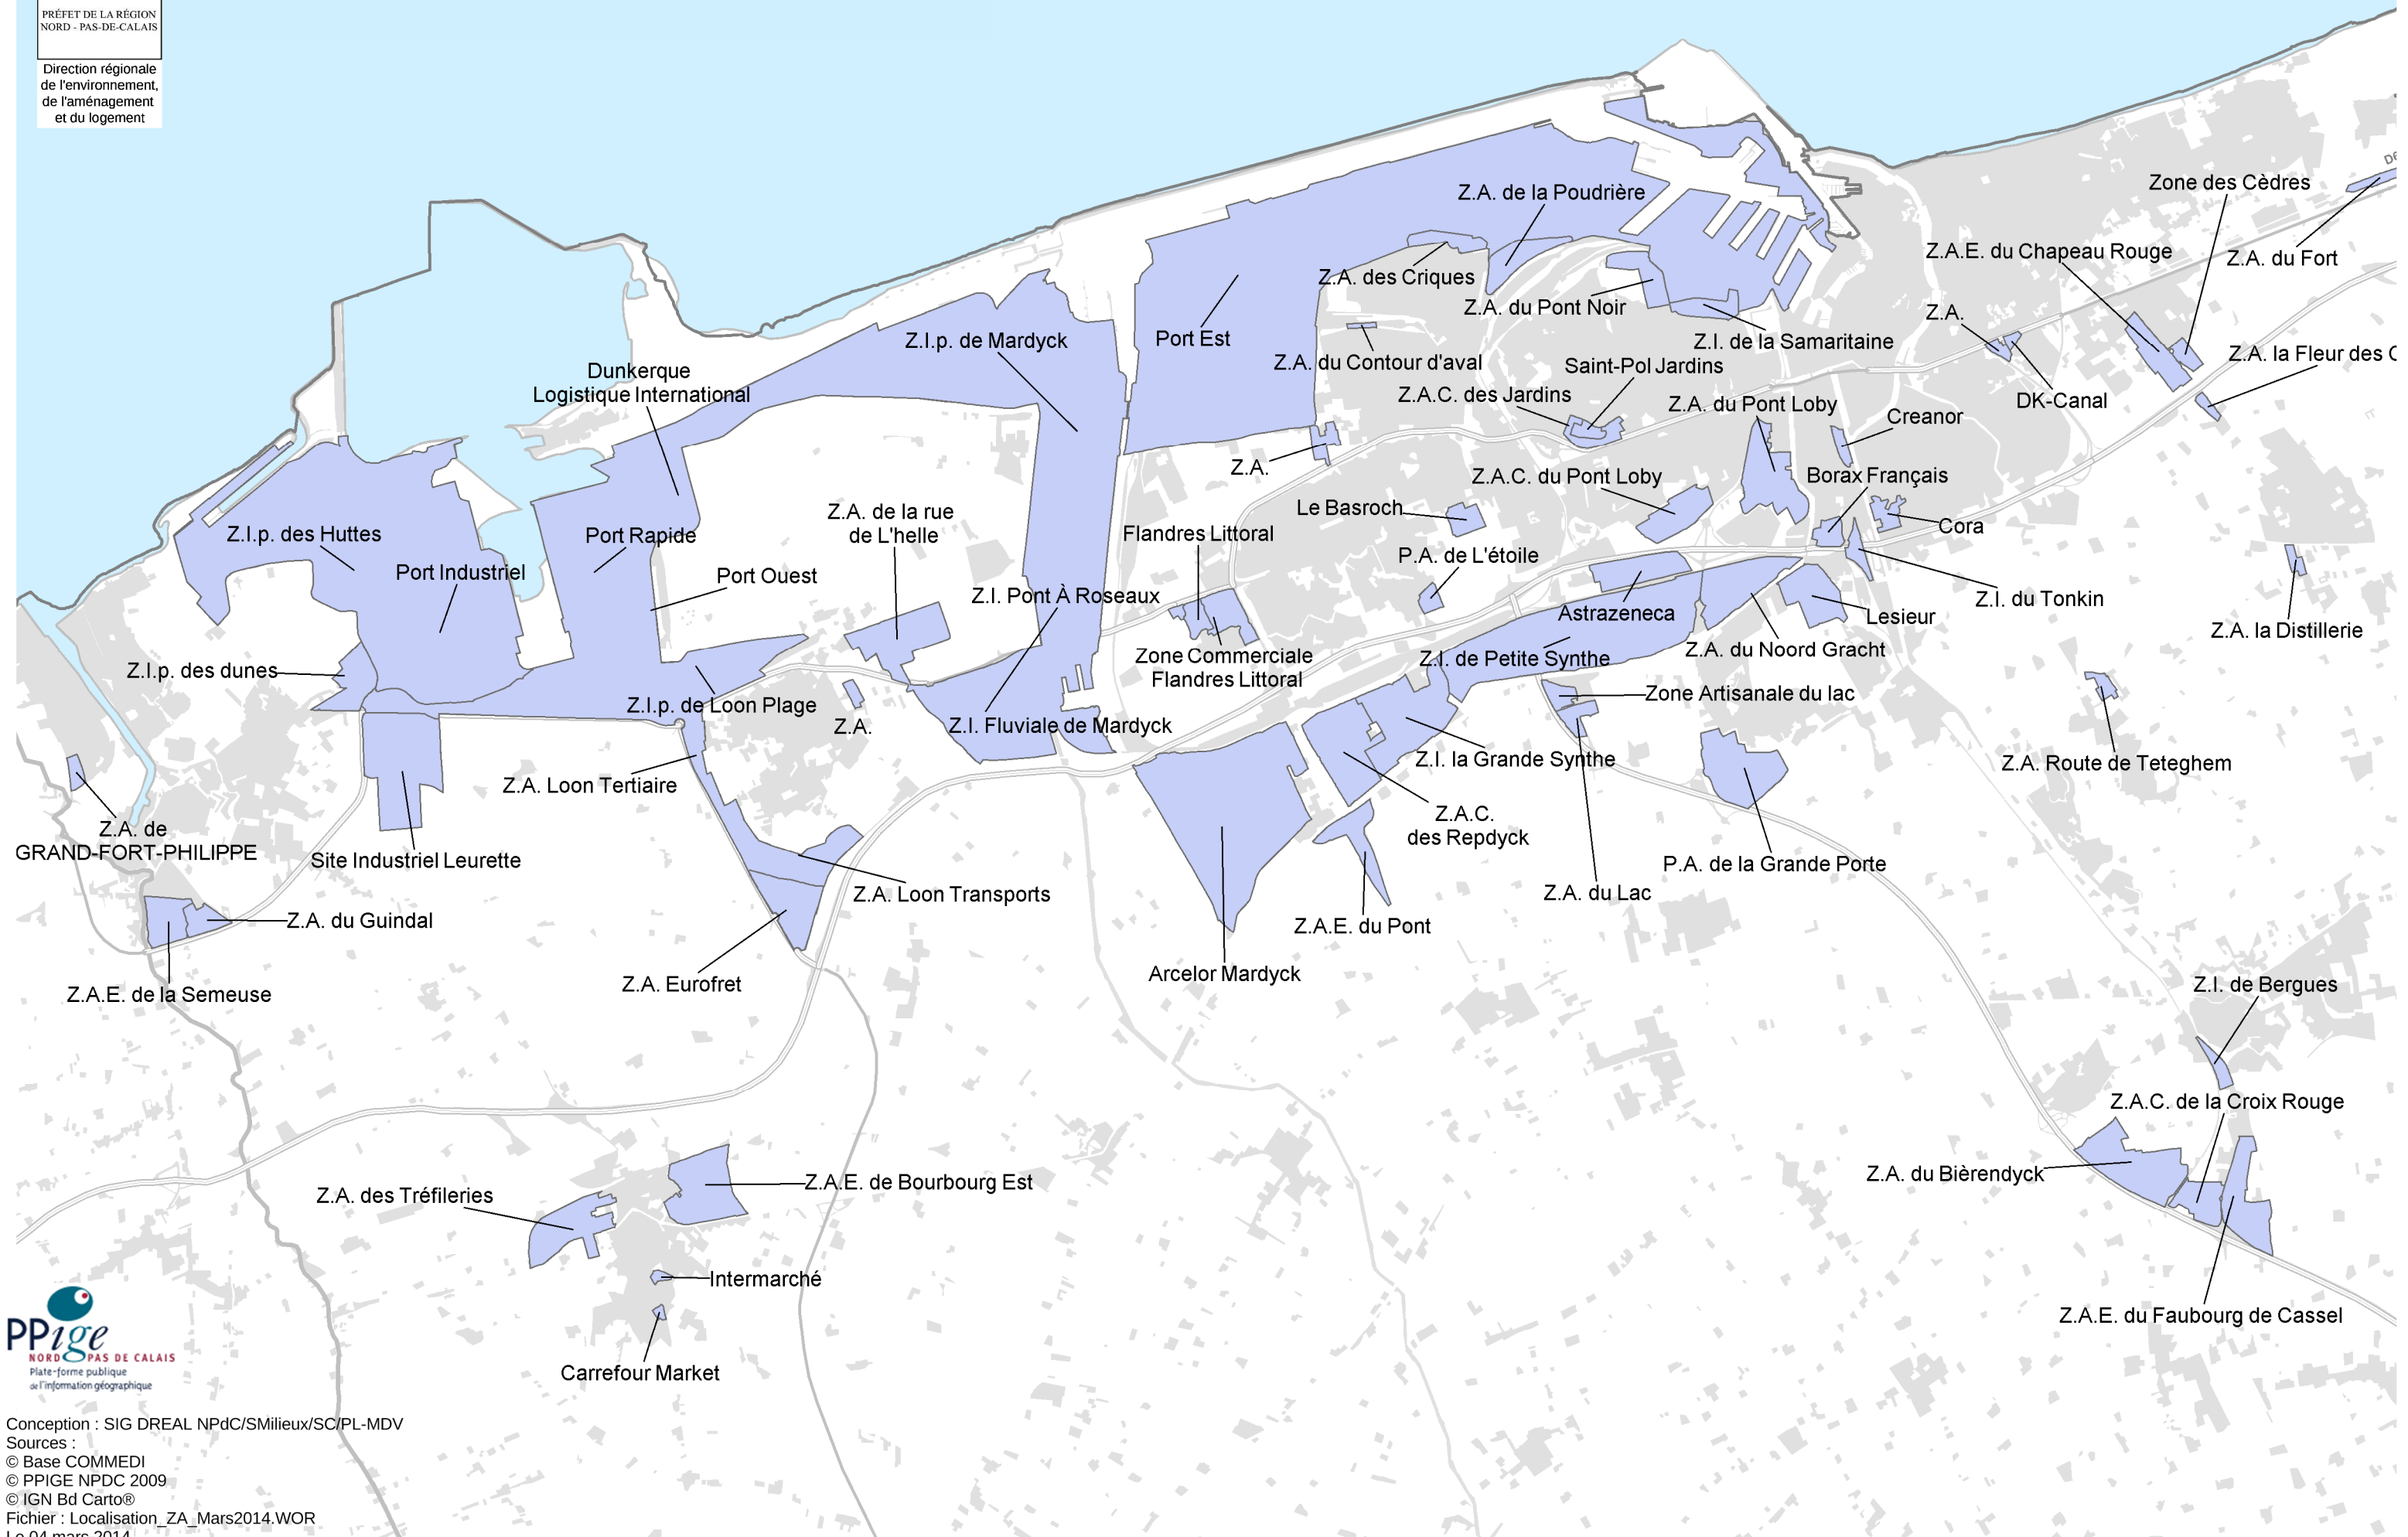 PRÉFET DE LA RÉGION
NORD - PAS-DE-CALAIS
Direction régionale
de l'environnement,
de l'aménagement
et du logement
Zone des Cèdres
Z.A. de la Poudrière
Z.A.E. du Chapeau Rouge
Z.A. du Fort
Z.A. des Criques
Z.A. du Pont Noir
Z.A.
Port Est
Z.I.p. de Mardyck
Z.I. de la Samaritaine
Z.A. la Fleur des
Z.A. du Contour d'aval
Saint-Pol Jardins
Dunkerque
Logistique International
Z.A.C. des Jardins
DK-Canal
Z.A. du Pont Loby
Creanor
Z.A.
Z.A.C. du Pont Loby
Borax Français
Le Basroch
Z.A. de la rue
de L'helle
Cora
Z.I.p. des Huttes
Port Rapide
Flandres Littoral
P.A. de L'étoile
Port Industriel
Port Ouest
Z.I. Pont À Roseaux
Z.I. du Tonkin
Astrazeneca
Lesieur
Z.A. la Distillerie
Z.A. du Noord Gracht
Zone Commerciale
Flandres Littoral
Z.I. de Petite Synthe
Z.I.p. des dunes
Zone Artisanale du lac
Z.I.p. de Loon Plage
Z.A.
Z.I. Fluviale de Mardyck
Z.I. la Grande Synthe
Z.A. Route de Teteghem
Z.A. Loon Tertiaire
Z.A.C.
des Repdyck
Z.A. de
GRAND-FORT-PHILIPPE
Site Industriel Leurette
P.A. de la Grande Porte
Z.A. Loon Transports
Z.A. du Lac
Z.A. du Guindal
Z.A.E. du Pont
Arcelor Mardyck
Z.A. Eurofret
Z.I. de Bergues
Z.A.E. de la Semeuse
Z.A.C. de la Croix Rouge
Z.A. du Bièrendyck
Z.A.E. de Bourbourg Est
Z.A. des Tréfileries
Intermarché
Z.A.E. du Faubourg de Cassel
Carrefour Market
PPige
NORD PAS DE CALAIS
Plate-forme publique
de l'information géographique
Conception : SIG DREAL NPdC/SMilieux/SC/PL-MDV
Sources :
© Base COMMEDI
© PPIGE NPDC 2009
© IGN Bd Carto®
Fichier : Localisation_ZA_Mars2014.WOR
Le 04 mars 2014